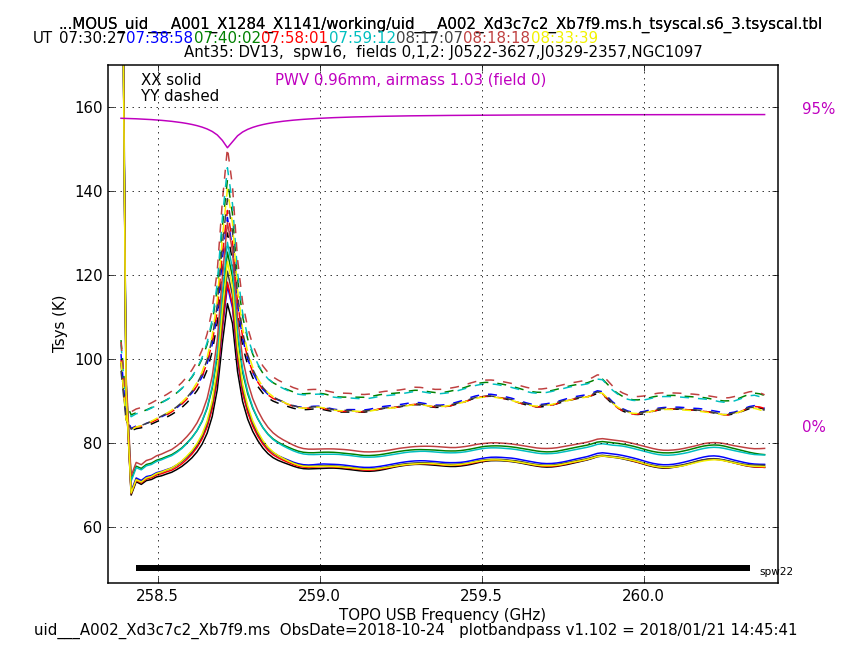 ...MOUS_uid___A001_X1284_X1141/working/uid___A002_Xd3c7c2_Xb7f9.ms.h_tsyscal.s6_3.tsyscal.tbl
UT 07:30:27 07:38:58 07:40:02 07:58:01 07:59:12 08:17:07 08:18:18 08:33:39
Ant35: DV13,  spw16,  fields 0,1,2: J0522-3627,J0329-2357,NGC1097
XX solid
YY dashed
PWV 0.96mm, airmass 1.03 (field 0)
95%
0%
160
140
120
100
80
60
Tsys (K)
spw22
258.5 259.0 259.5 260.0
TOPO USB Frequency (GHz)
uid___A002_Xd3c7c2_Xb7f9.ms  ObsDate=2018-10-24   plotbandpass v1.102 = 2018/01/21 14:45:41